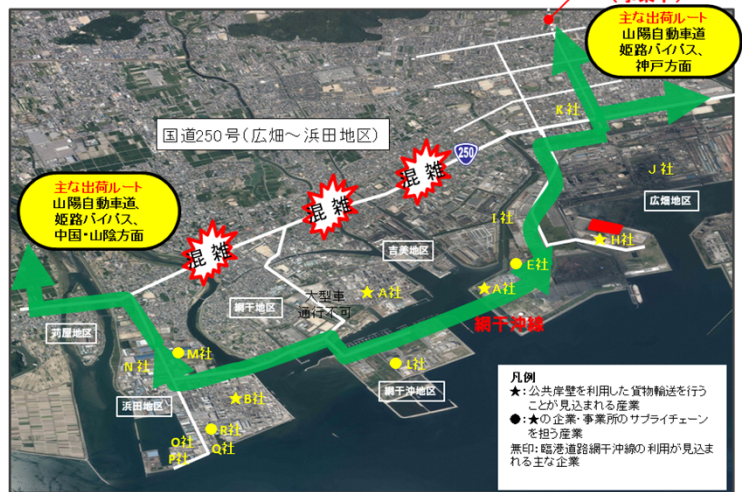 主な出荷ルート
山陽自動車道
姫路バイパス、
神戸方面
K社
国道250号(広畑~浜田地区)
250
混雑
混雑
混雑
J社
広畑地区
主な出荷ルート
山陽自動車道、
姫路バイパス、
中国・山陰方面
I社
H社
吉美地区
E社
A社
A社
大型車
通行不可
網干地区
網干沖線
苅屋地区
M社
N社
L社
網干沖地区
浜田地区
B社
R社
O社
Q社
P社
凡例
★:公共岸壁を利用した貨物輸送を行う
ことが見込まれる産業
●:★の企業・事業所のサプライチェーン
を担う産業
無印:臨港道路網干沖線の利用が見込ま
れる主な企業